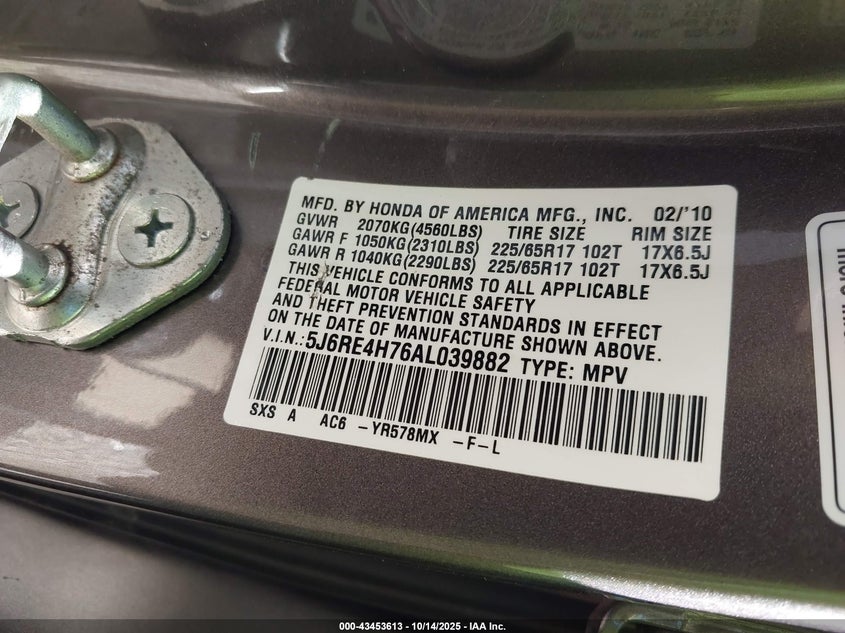 MFD. BY HONDA OF AMERICA MFG., INC. 02/'10
GVWR 2070KG(4560LBS) TIRE SIZE RIM SIZE
GAWR F 1050KG(2310LBS) 225/65R17 102T 17X6.5J
GAWR R 1040KG(2290LBS) 225/65R17 102T 17X6.5J
THIS VEHICLE CONFORMS TO ALL APPLICABLE
FEDERAL MOTOR VEHICLE SAFETY
AND THEFT PREVENTION STANDARDS IN EFFECT
ON THE DATE OF MANUFACTURE SHOWN ABOVE.
V.I.N.: 5J6RE4H76AL039882 TYPE: MPV
SXS A AC6 -YR578MX -F-L
000-43453613 - 10/14/2025 - IAA Inc.